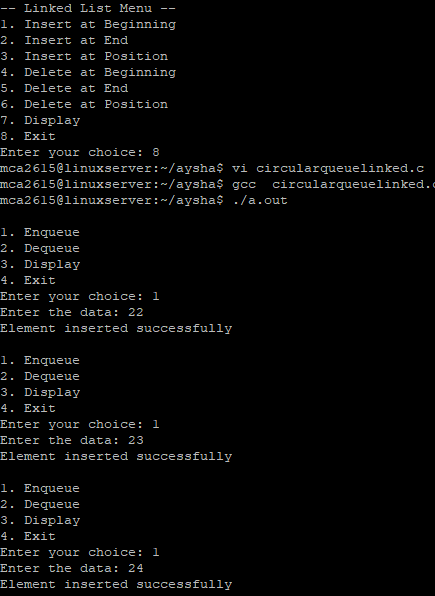 -- Linked List Menu --
1. Insert at Beginning
2. Insert at End
3. Insert at Position
4. Delete at Beginning
5. Delete at End
6. Delete at Position
7. Display
8. Exit
Enter your choice: 8
mca2615@linuxserver:~/aysha$ vi circularqueuelinked.c
mca2615@linuxserver:~/aysha$ gcc  circularqueuelinked.c
mca2615@linuxserver:~/aysha$ ./a.out
1. Enqueue
2. Dequeue
3. Display
4. Exit
Enter your choice: 1
Enter the data: 22
Element inserted successfully
1. Enqueue
2. Dequeue
3. Display
4. Exit
Enter your choice: 1
Enter the data: 23
Element inserted successfully
1. Enqueue
2. Dequeue
3. Display
4. Exit
Enter your choice: 1
Enter the data: 24
Element inserted successfully